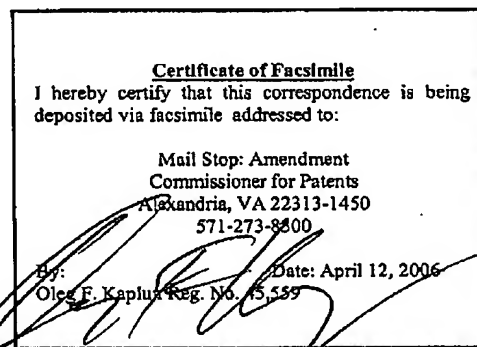 Certificate of Facsimile
I hereby certify that this correspondence is being
deposited via facsimile addressed to:
Mail Stop: Amendment
Commissioner for Patents
Alexandria, VA 22313-1450
571-273-8300
By: Date: April 12, 2006
Oleg F. Kaplun Reg. No. 45,559